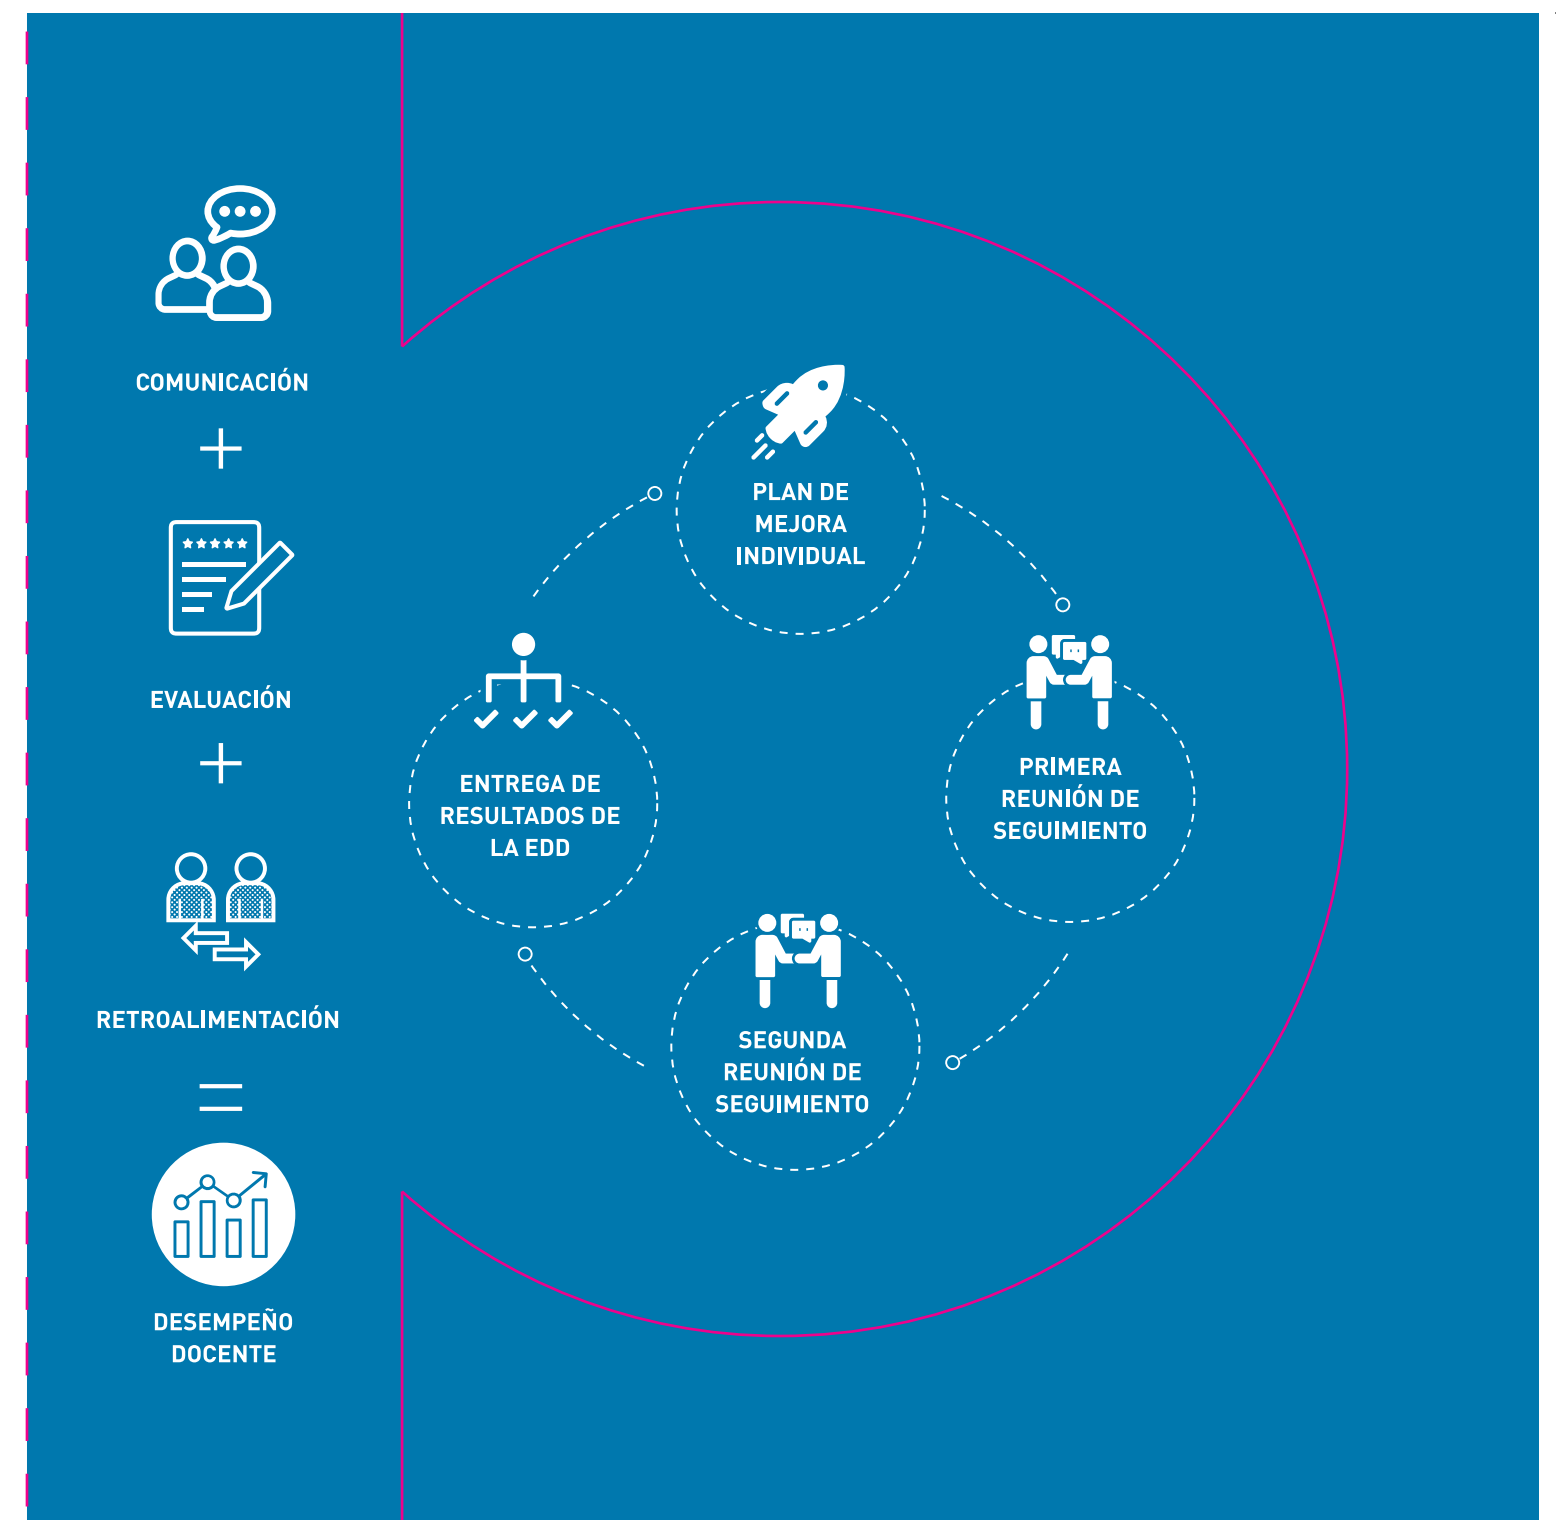 COMUNICACIÓN
+
EVALUACIÓN
+
RETROALIMENTACIÓN
=
DESEMPEÑO
DOCENTE
PLAN DE
MEJORA
INDIVIDUAL
PRIMERA
REUNIÓN DE
SEGUIMIENTO
SEGUNDA
REUNIÓN DE
SEGUIMIENTO
ENTREGA DE
RESULTADOS DE
LA EDD